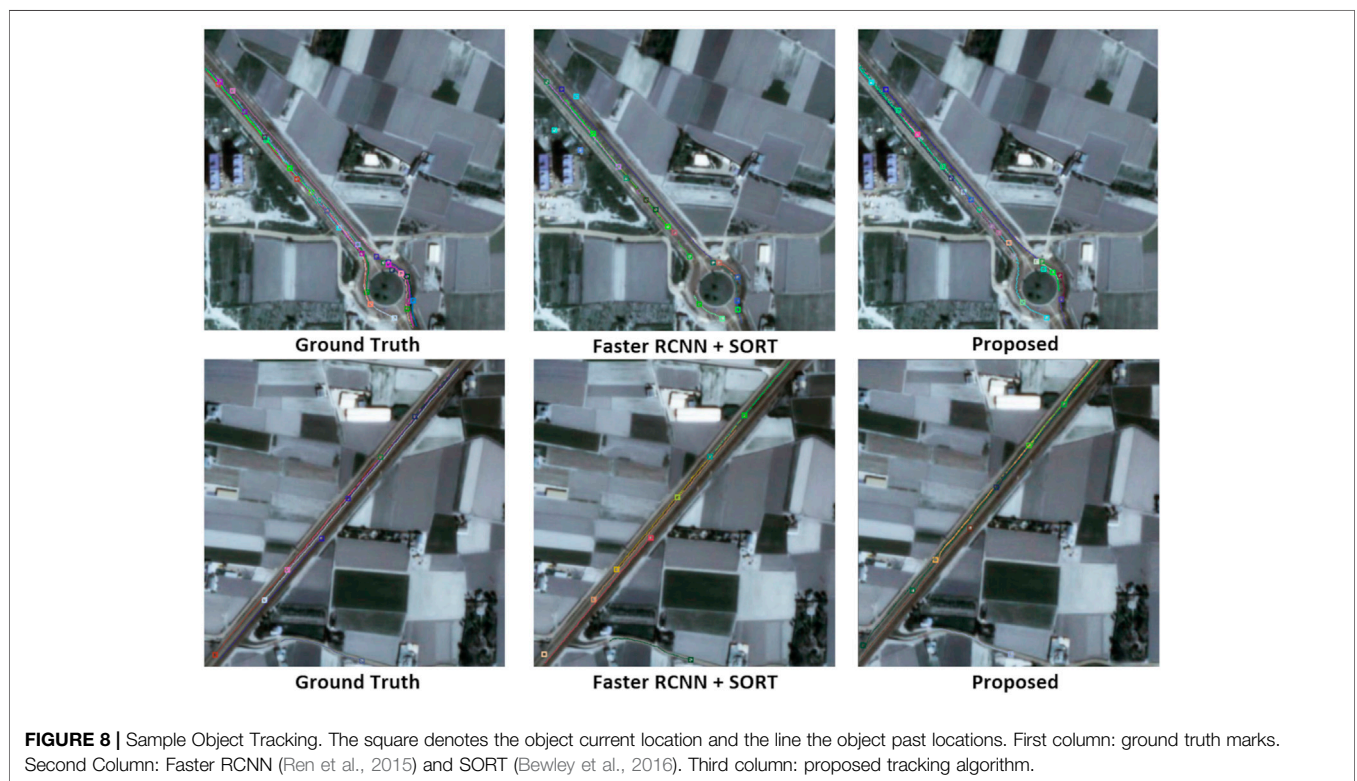 Ground Truth
Faster RCNN + SORT
Proposed
Ground Truth
Faster RCNN + SORT
Proposed
FIGURE 8 | Sample Object Tracking. The square denotes the object current location and the line the object past locations. First column: ground truth marks.
Second Column: Faster RCNN (Ren et al., 2015) and SORT (Bewley et al., 2016). Third column: proposed tracking algorithm.